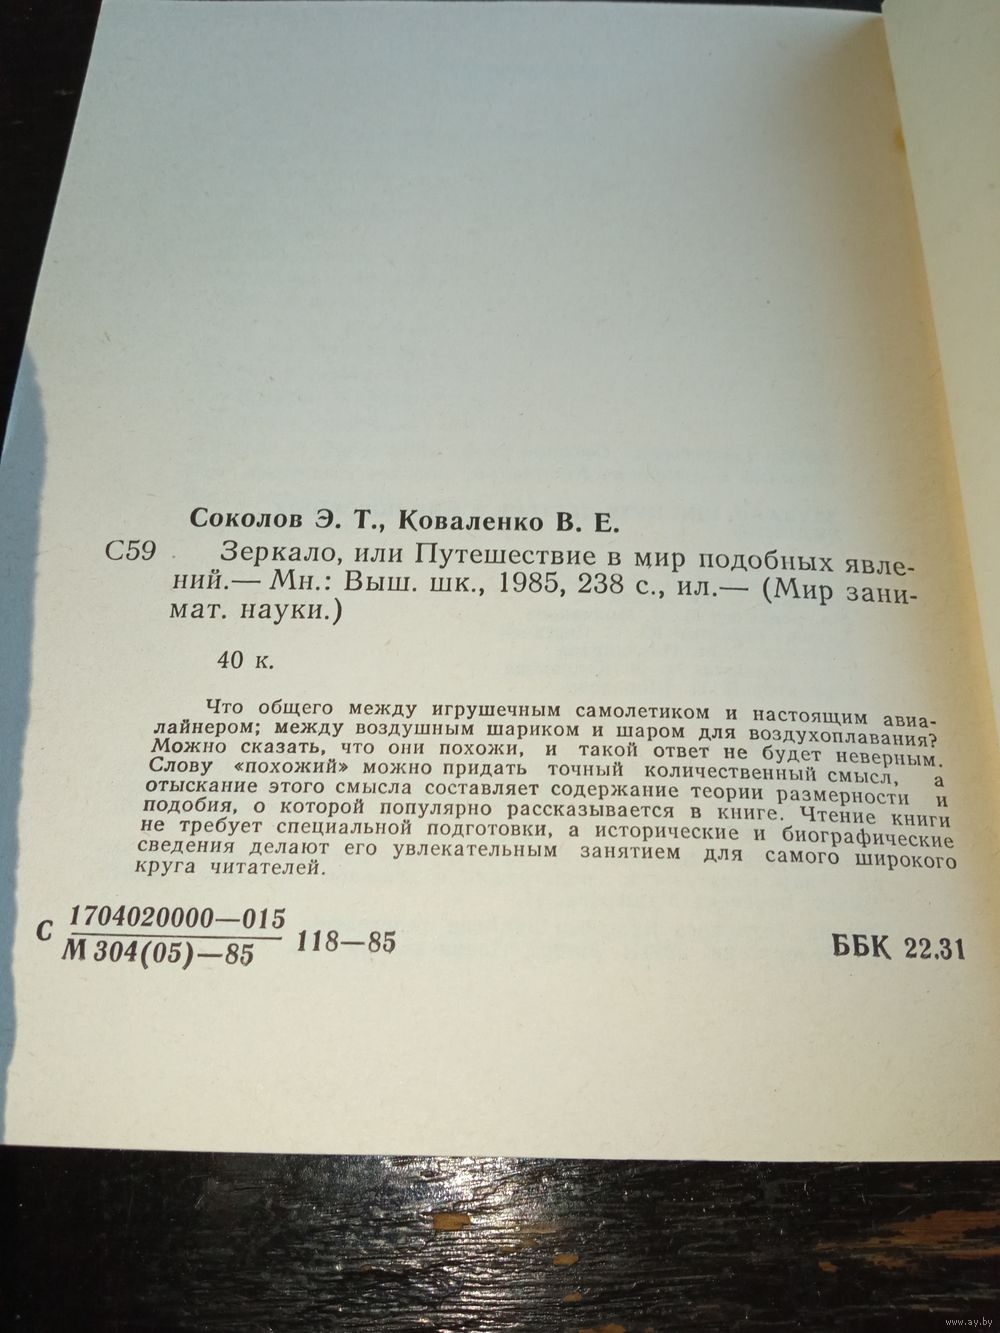 Соколов Э. Т., Коваленко В. Е.
С59 Зеркало, или Путешествие в мир подобных явле-
ний.— Мн.: Выш. шк., 1985, 238 с., ил.— (Мир зани-
мат. науки.)
40 к.
Что общего между игрушечным самолетиком и настоящим авиа-
лайнером; между воздушным шариком и шаром для воздухоплавания?
Можно сказать, что они похожи, и такой ответ не будет неверным.
Слову «похожий» можно придать точный количественный смысл, а
отыскание этого смысла составляет содержание теории размерности и
подобия, о которой популярно рассказывается в книге. Чтение книги
не требует специальной подготовки, а исторические и биографические
сведения делают его увлекательным занятием для самого широкого
круга читателей.
С 1704020000—015
М 304(05)—85 118—85 ББК 22.31
www.ay.by